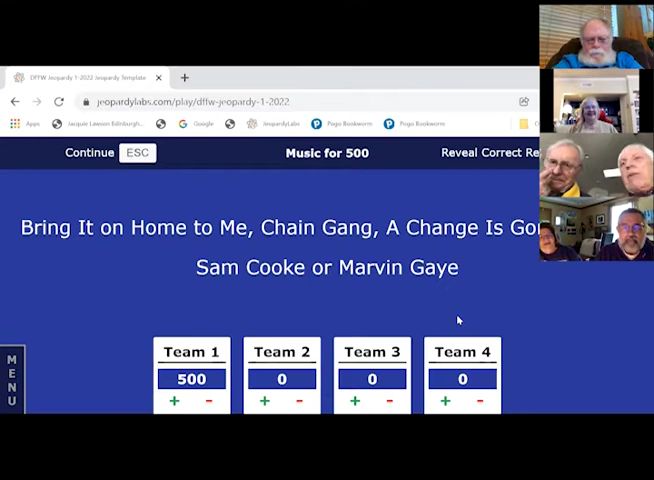 DFFW Jeopardy 1-2022 Jeopardy Template
jeopardylabs.com/play/dffw-jeopardy-1-2022
Apps Jacquie Lawson Edinburgh... Google JeopardyLabs Pogo Bookworm Pogo Bookworm
Continue ESC Music for 500 Reveal Correct Re
Bring It on Home to Me, Chain Gang, A Change Is Go
Sam Cooke or Marvin Gaye
MENU
Team 1 Team 2 Team 3 Team 4
500 0 0 0
+ - + - + - + -